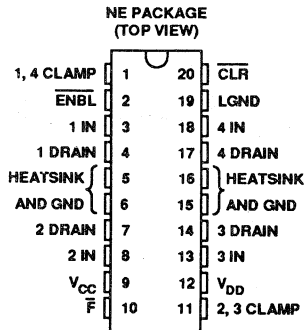 NE PACKAGE
(TOP VIEW)
1, 4 CLAMP 1 20 C̅L̅R̅
E̅N̅B̅L̅ 2 19 LGND
1 IN 3 18 4 IN
1 DRAIN 4 17 4 DRAIN
HEATSINK 5 16 HEATSINK
AND GND 6 15 AND GND
2 DRAIN 7 14 3 DRAIN
2 IN 8 13 3 IN
VCC 9 12 VDD
F̅ 10 11 2, 3 CLAMP